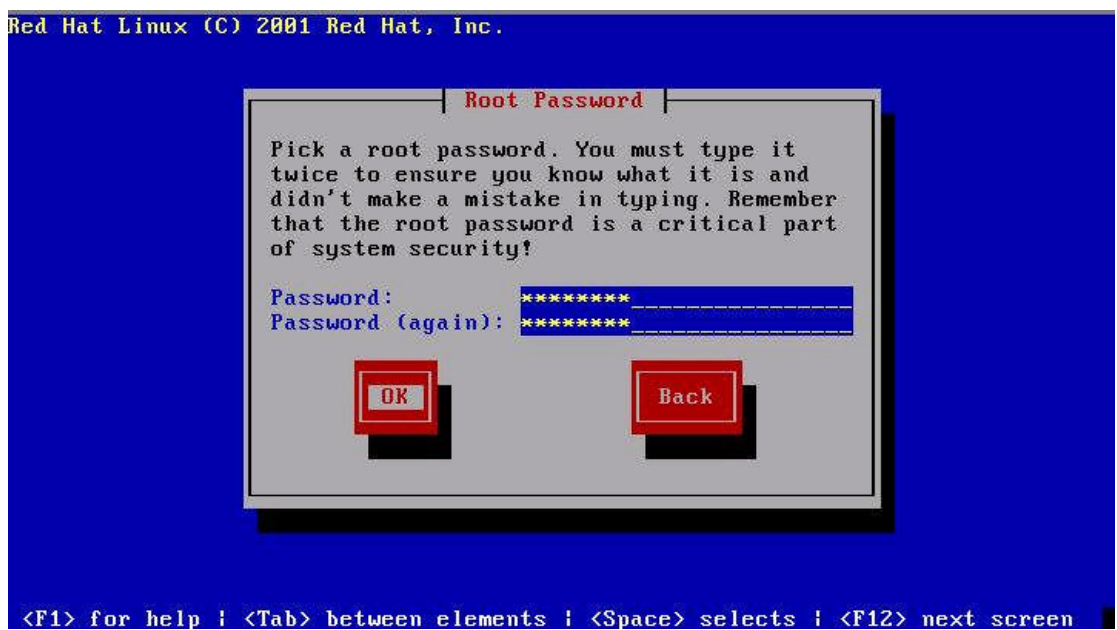 Red Hat Linux (C) 2001 Red Hat, Inc.
Root Password
Pick a root password. You must type it
twice to ensure you know what it is and
didn't make a mistake in typing. Remember
that the root password is a critical part
of system security!
Password: ********
Password (again): ********
OK Back
<F1> for help | <Tab> between elements | <Space> selects | <F12> next screen